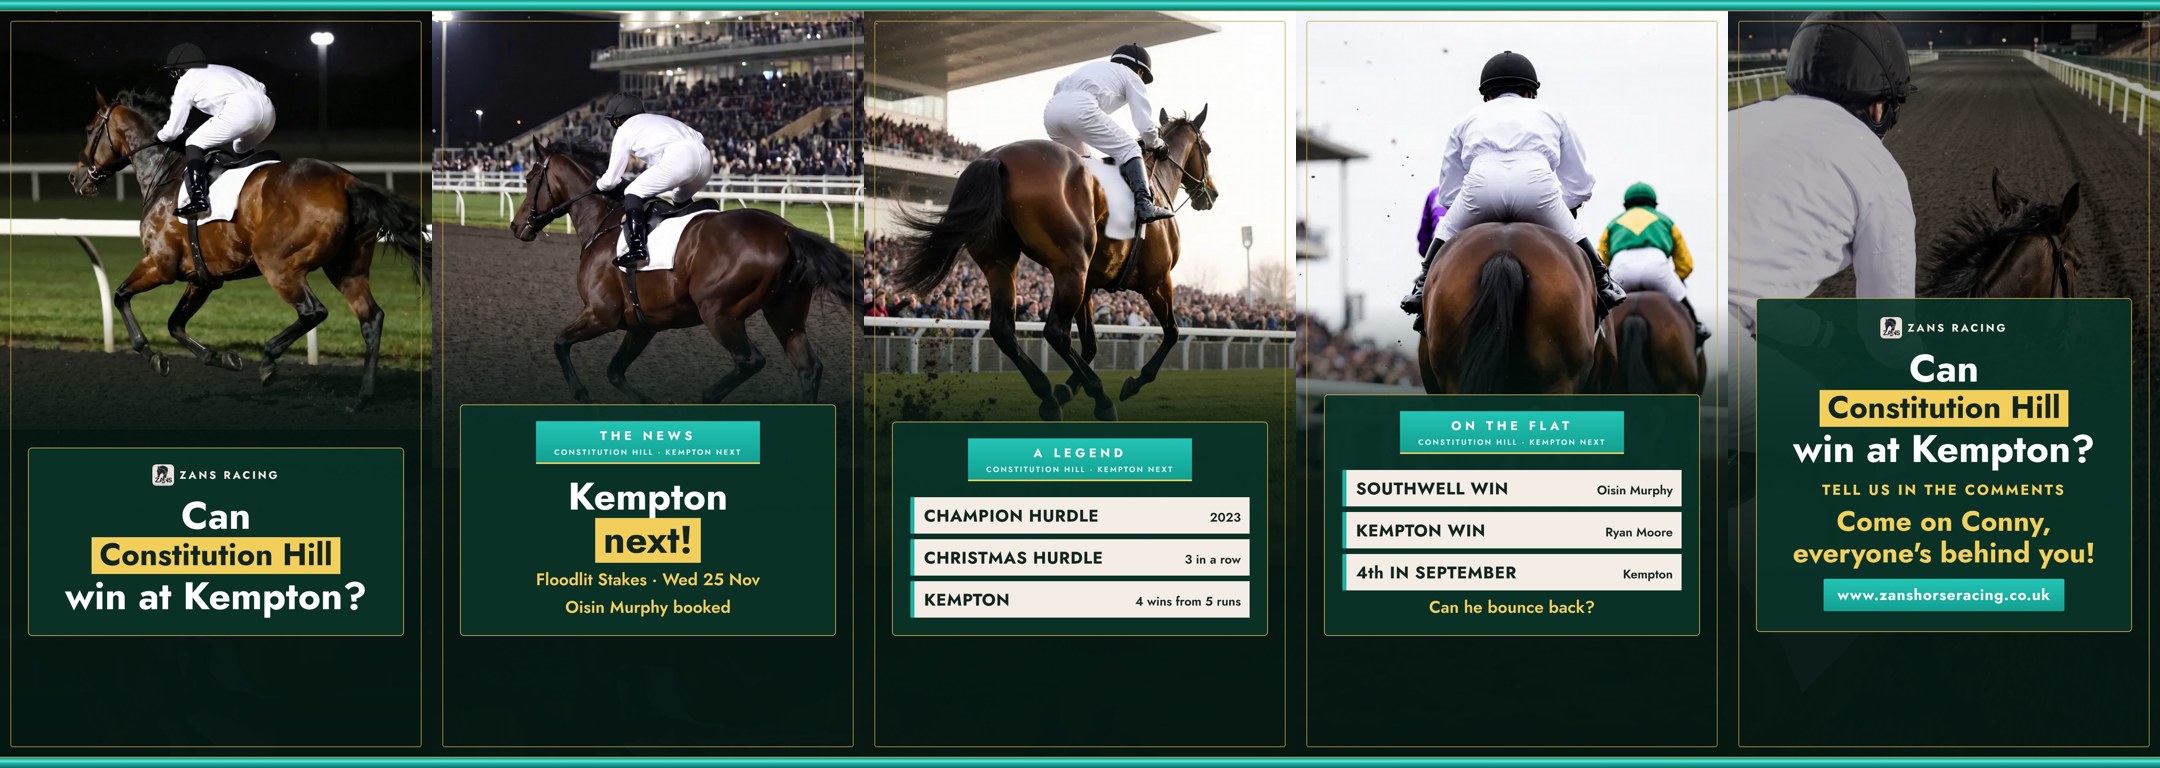 ZANS RACING
Can
Constitution Hill
win at Kempton?
THE NEWS
CONSTITUTION HILL · KEMPTON NEXT
Kempton
next!
Floodlit Stakes · Wed 25 Nov
Oisin Murphy booked
A LEGEND
CONSTITUTION HILL · KEMPTON NEXT
CHAMPION HURDLE 2023
CHRISTMAS HURDLE 3 in a row
KEMPTON 4 wins from 5 runs
ON THE FLAT
CONSTITUTION HILL · KEMPTON NEXT
SOUTHWELL WIN Oisin Murphy
KEMPTON WIN Ryan Moore
4th IN SEPTEMBER Kempton
Can he bounce back?
ZANS RACING
Can
Constitution Hill
win at Kempton?
TELL US IN THE COMMENTS
Come on Conny,
everyone's behind you!
www.zanshorseracing.co.uk